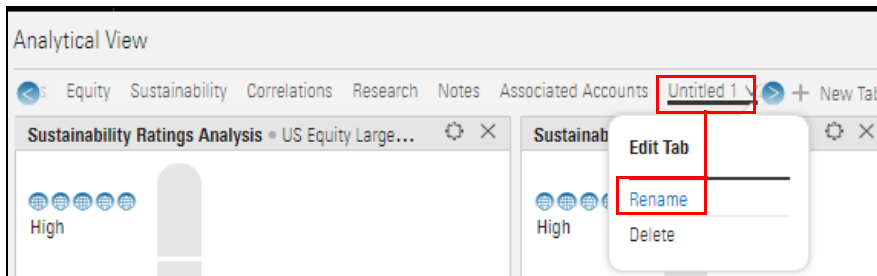 Analytical View
s Equity Sustainability Correlations Research Notes Associated Accounts Untitled 1 + New Tab
Sustainability Ratings Analysis • US Equity Large...
Sustainab
Edit Tab
Rename
Delete
High
High